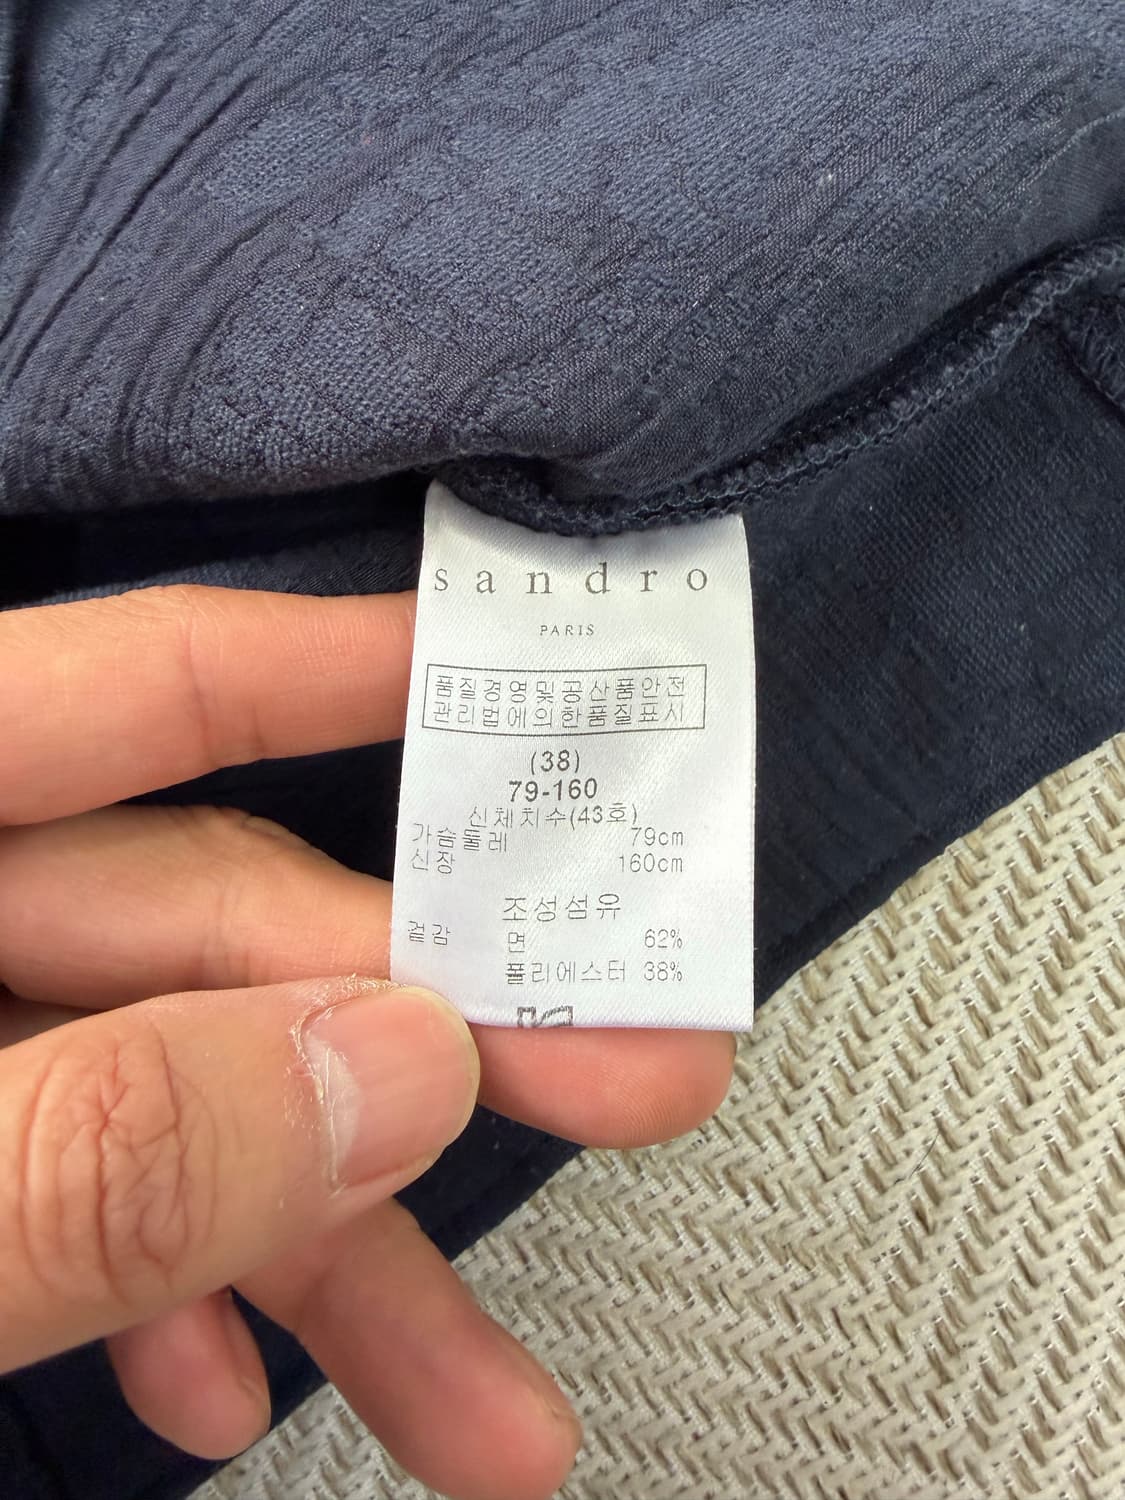 sandro
PARIS
품질경영및공산품안전
관리법에의한품질표시
(38)
79-160
신체치수(43호)
가슴둘레 79cm
신장 160cm
조성섬유
겉감 면 62%
폴리에스터 38%